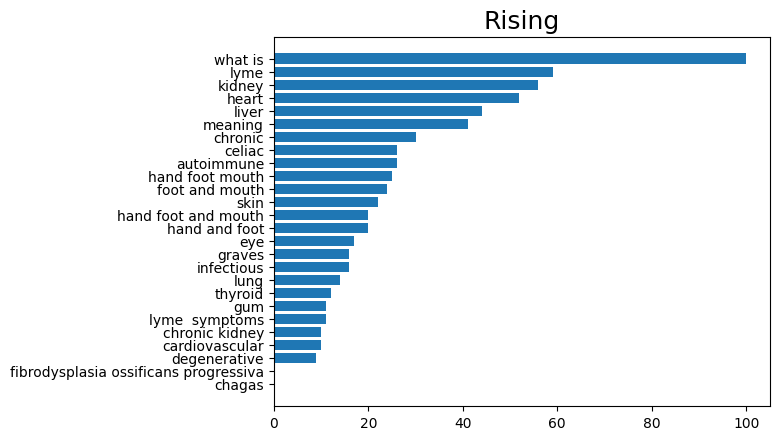 Rising
what is
lyme
kidney
heart
liver
meaning
chronic
celiac
autoimmune
hand foot mouth
foot and mouth
skin
hand foot and mouth
hand and foot
eye
graves
infectious
lung
thyroid
gum
lyme  symptoms
chronic kidney
cardiovascular
degenerative
fibrodysplasia ossificans progressiva
chagas
0 20 40 60 80 100